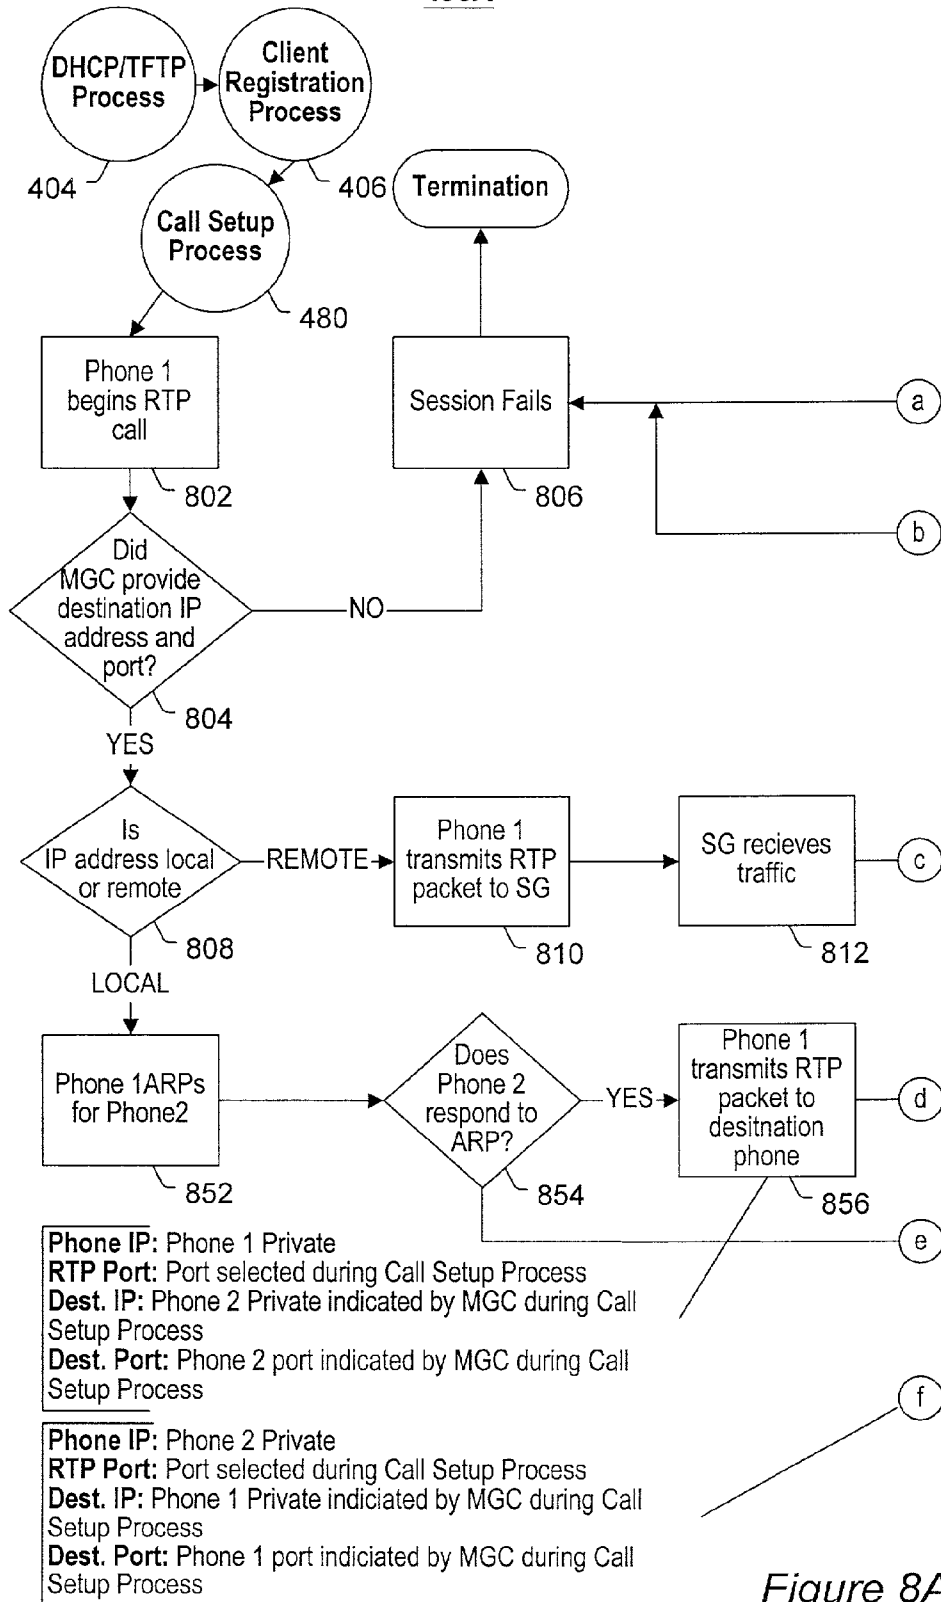 DHCP/TFTP
Process
Client
Registration
Process
404
406
Termination
Call Setup
Process
480
Phone 1
begins RTP
call
802
Session Fails
806
a
b
Did
MGC provide
destination IP
address and
port?
NO
804
YES
Is
IP address local
or remote
REMOTE
808
Phone 1
transmits RTP
packet to SG
810
SG recieves
traffic
812
c
LOCAL
Phone 1ARPs
for Phone2
852
Does
Phone 2
respond to
ARP?
YES
854
Phone 1
transmits RTP
packet to
desitnation
phone
856
d
e
Phone IP: Phone 1 Private
RTP Port: Port selected during Call Setup Process
Dest. IP: Phone 2 Private indicated by MGC during Call
Setup Process
Dest. Port: Phone 2 port indicated by MGC during Call
Setup Process
f
Phone IP: Phone 2 Private
RTP Port: Port selected during Call Setup Process
Dest. IP: Phone 1 Private indiciated by MGC during Call
Setup Process
Dest. Port: Phone 1 port indiciated by MGC during Call
Setup Process
Figure 8A